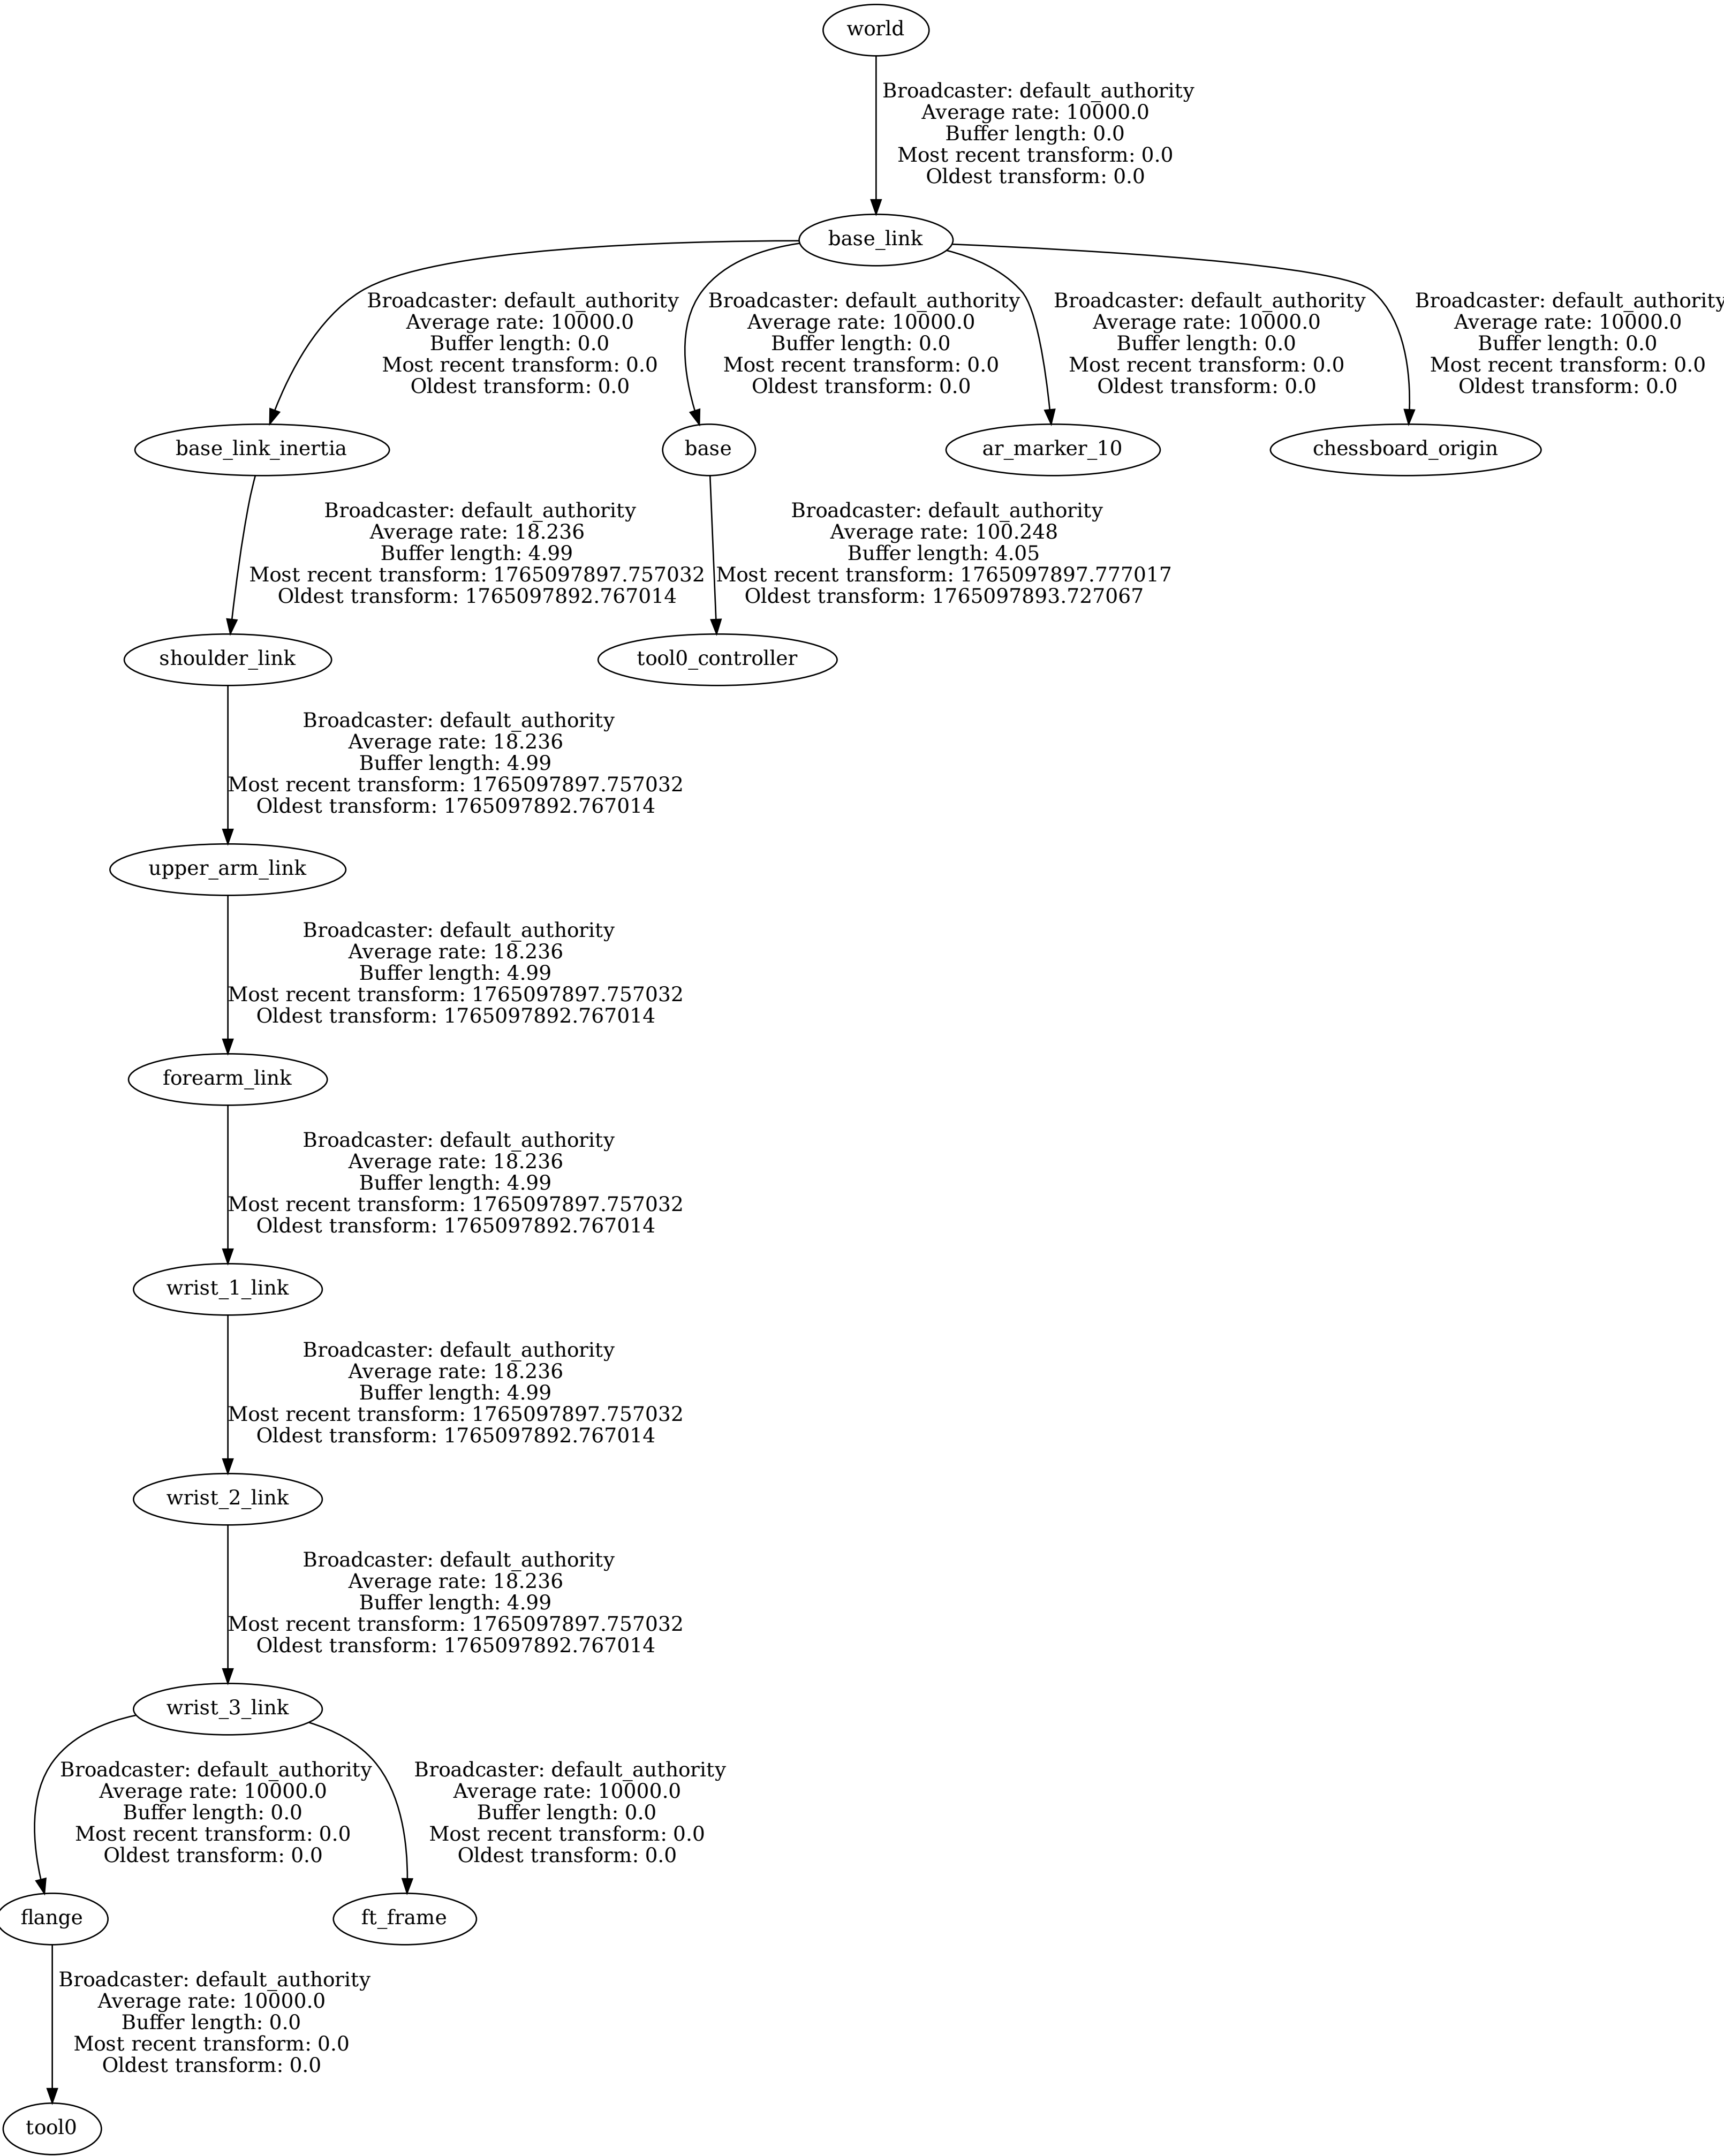 world
Broadcaster: default_authority
Average rate: 10000.0
Buffer length: 0.0
Most recent transform: 0.0
Oldest transform: 0.0
base_link
Broadcaster: default_authority
Average rate: 10000.0
Buffer length: 0.0
Most recent transform: 0.0
Oldest transform: 0.0
Broadcaster: default_authority
Average rate: 10000.0
Buffer length: 0.0
Most recent transform: 0.0
Oldest transform: 0.0
Broadcaster: default_authority
Average rate: 10000.0
Buffer length: 0.0
Most recent transform: 0.0
Oldest transform: 0.0
Broadcaster: default_authority
Average rate: 10000.0
Buffer length: 0.0
Most recent transform: 0.0
Oldest transform: 0.0
base_link_inertia
base
ar_marker_10
chessboard_origin
Broadcaster: default_authority
Average rate: 18.236
Buffer length: 4.99
Most recent transform: 1765097897.757032
Oldest transform: 1765097892.767014
Broadcaster: default_authority
Average rate: 100.248
Buffer length: 4.05
Most recent transform: 1765097897.777017
Oldest transform: 1765097893.727067
shoulder_link
tool0_controller
Broadcaster: default_authority
Average rate: 18.236
Buffer length: 4.99
Most recent transform: 1765097897.757032
Oldest transform: 1765097892.767014
upper_arm_link
Broadcaster: default_authority
Average rate: 18.236
Buffer length: 4.99
Most recent transform: 1765097897.757032
Oldest transform: 1765097892.767014
forearm_link
Broadcaster: default_authority
Average rate: 18.236
Buffer length: 4.99
Most recent transform: 1765097897.757032
Oldest transform: 1765097892.767014
wrist_1_link
Broadcaster: default_authority
Average rate: 18.236
Buffer length: 4.99
Most recent transform: 1765097897.757032
Oldest transform: 1765097892.767014
wrist_2_link
Broadcaster: default_authority
Average rate: 18.236
Buffer length: 4.99
Most recent transform: 1765097897.757032
Oldest transform: 1765097892.767014
wrist_3_link
Broadcaster: default_authority
Average rate: 10000.0
Buffer length: 0.0
Most recent transform: 0.0
Oldest transform: 0.0
Broadcaster: default_authority
Average rate: 10000.0
Buffer length: 0.0
Most recent transform: 0.0
Oldest transform: 0.0
flange
ft_frame
Broadcaster: default_authority
Average rate: 10000.0
Buffer length: 0.0
Most recent transform: 0.0
Oldest transform: 0.0
tool0